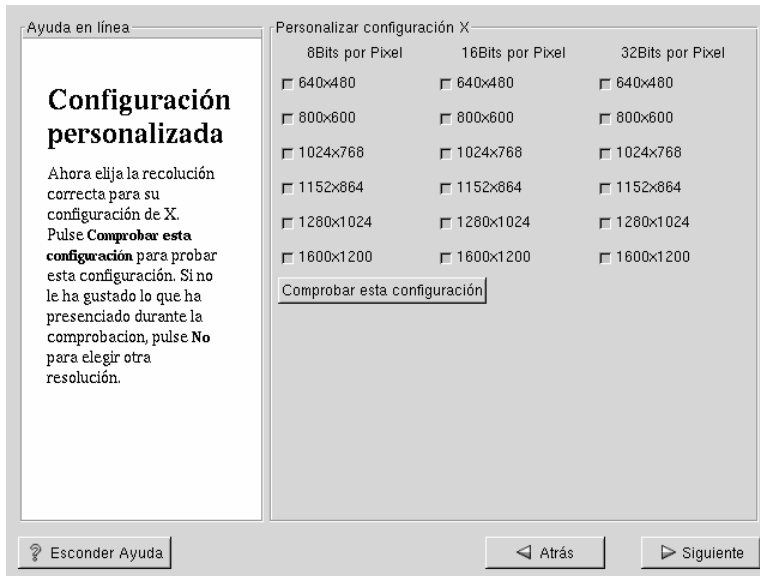 Ayuda en línea
Configuración
personalizada
Ahora elija la recolución
correcta para su
configuración de X.
Pulse Comprobar esta
configuración para probar
esta configuración. Si no
le ha gustado lo que ha
presenciado durante la
comprobacion, pulse No
para elegir otra
resolución.
Personalizar configuración X
8Bits por Pixel 16Bits por Pixel 32Bits por Pixel
640x480 640x480 640x480
800x600 800x600 800x600
1024x768 1024x768 1024x768
1152x864 1152x864 1152x864
1280x1024 1280x1024 1280x1024
1600x1200 1600x1200 1600x1200
Comprobar esta configuración
Esconder Ayuda Atrás Siguiente